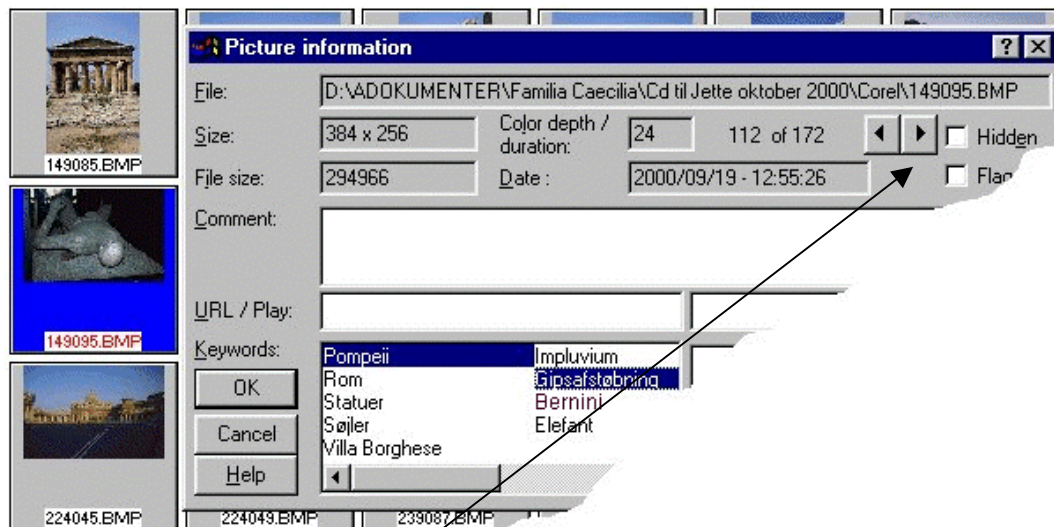 Picture information
File: D:\ADOKUMENTER\Familia Caecilia\Cd til Jette oktober 2000\Corel\149095.BMP
Size: 384 x 256 Color depth / duration: 24 112 of 172 Hidden
File size: 294966 Date : 2000/09/19 - 12:55:26 Flag
Comment:
URL / Play:
Keywords: Pompeii Impluvium
Rom Gipsafstøbning
Statuer Bernini
Søjler Elefant
Villa Borghese
OK
Cancel
Help
149085.BMP
149095.BMP
224045.BMP 224049.BMP 239087.BMP